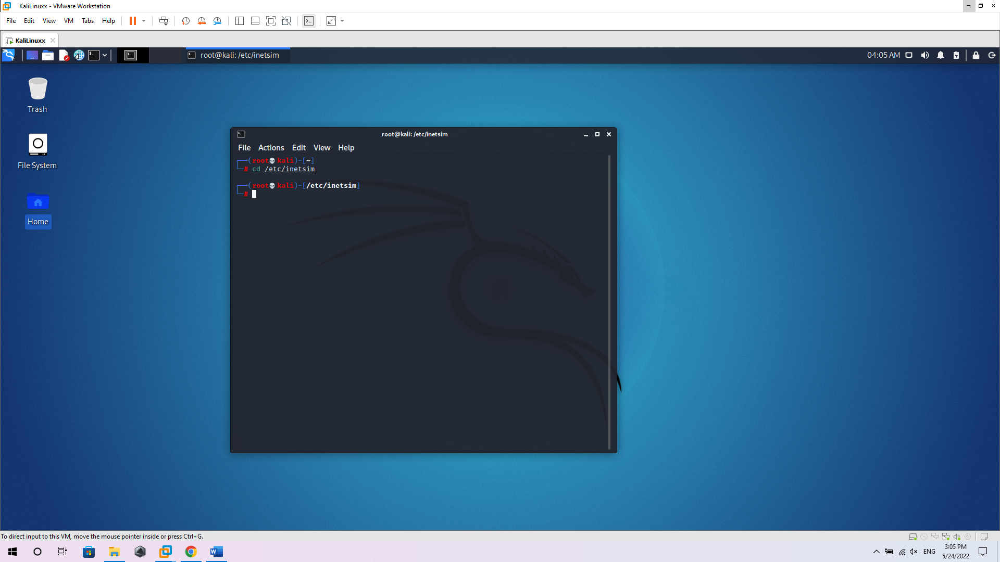 KaliLinuxx - VMware Workstation
File Edit View VM Tabs Help
KaliLinuxx
root@kali: /etc/inetsim
04:05 AM
Trash
File System
Home
root@kali: /etc/inetsim
File Actions Edit View Help
┌──(root💀kali)-[~]
└─# cd /etc/inetsim
┌──(root💀kali)-[/etc/inetsim]
└─#
To direct input to this VM, move the mouse pointer inside or press Ctrl+G.
ENG
3:05 PM
5/24/2022